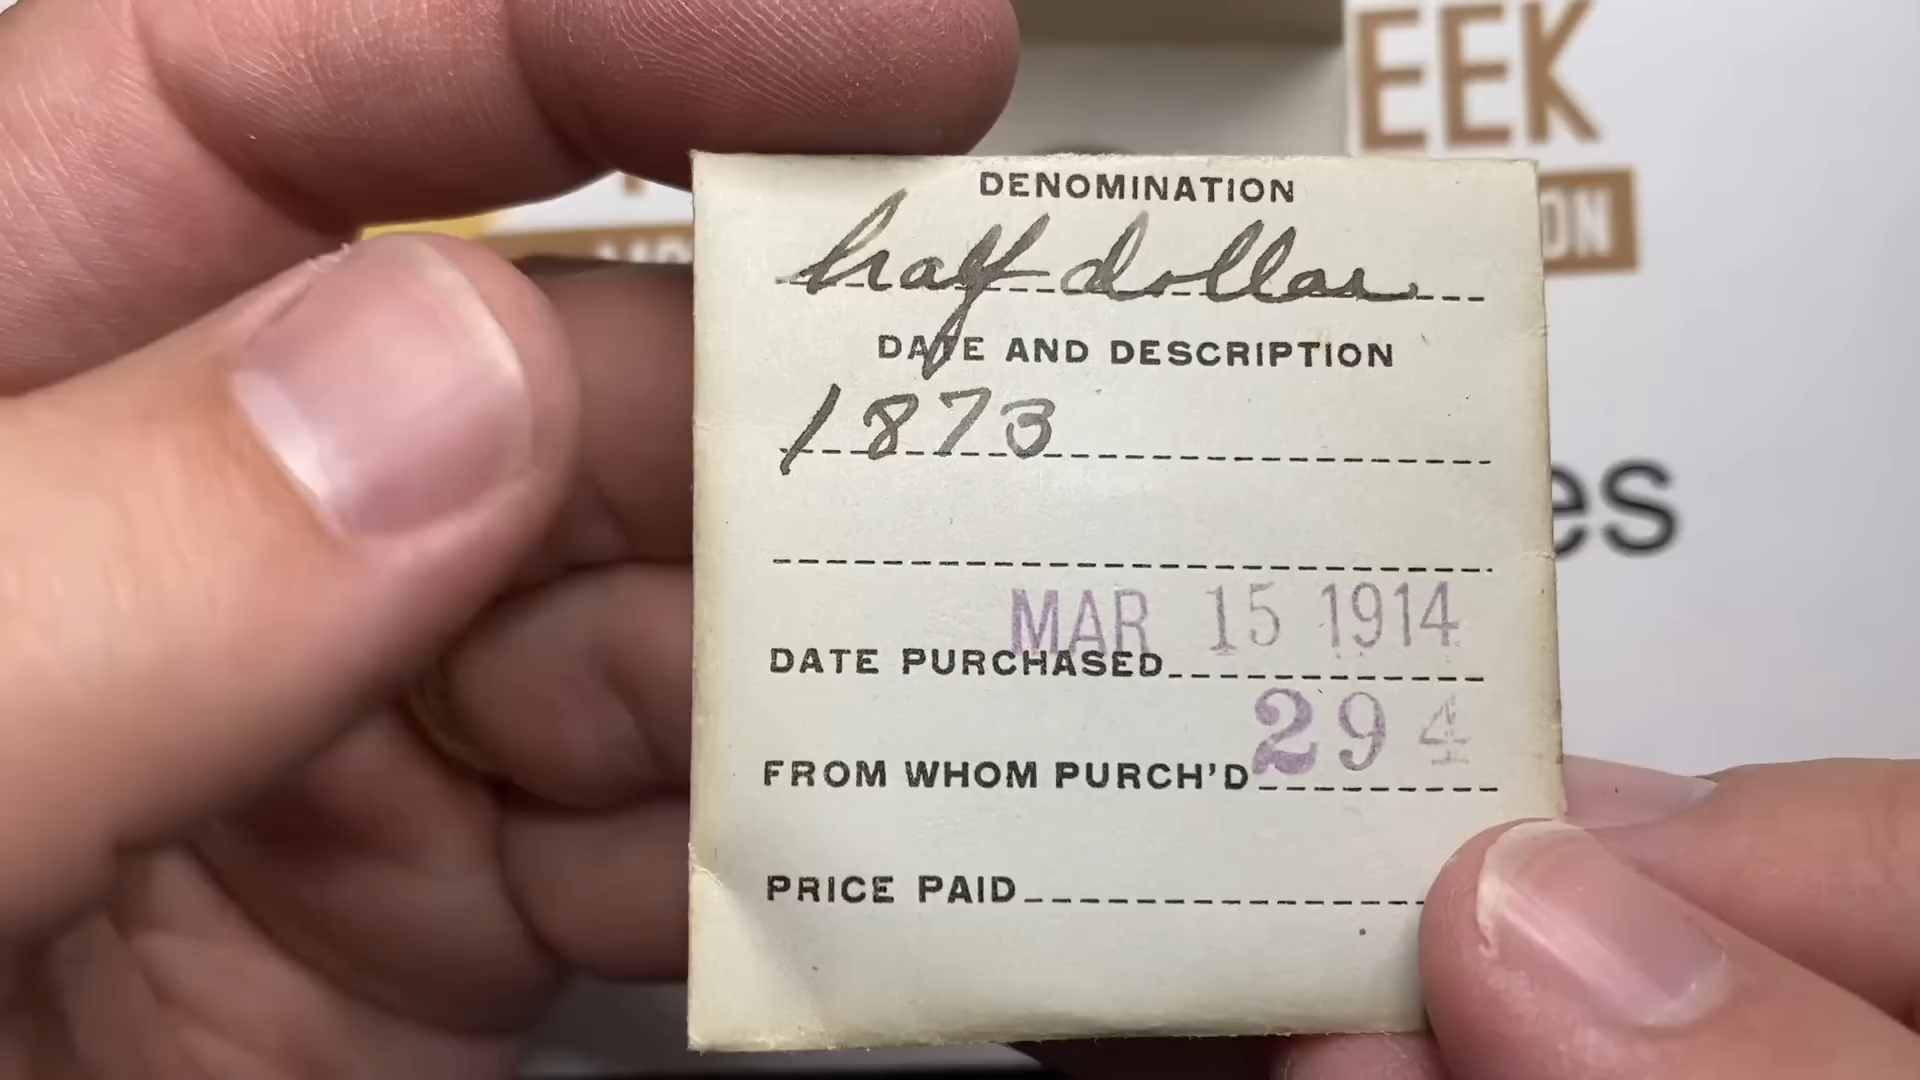 EEK
ON
es
DENOMINATION
half dollar
DATE AND DESCRIPTION
1873
MAR 15 1914
DATE PURCHASED
294
FROM WHOM PURCH'D
PRICE PAID